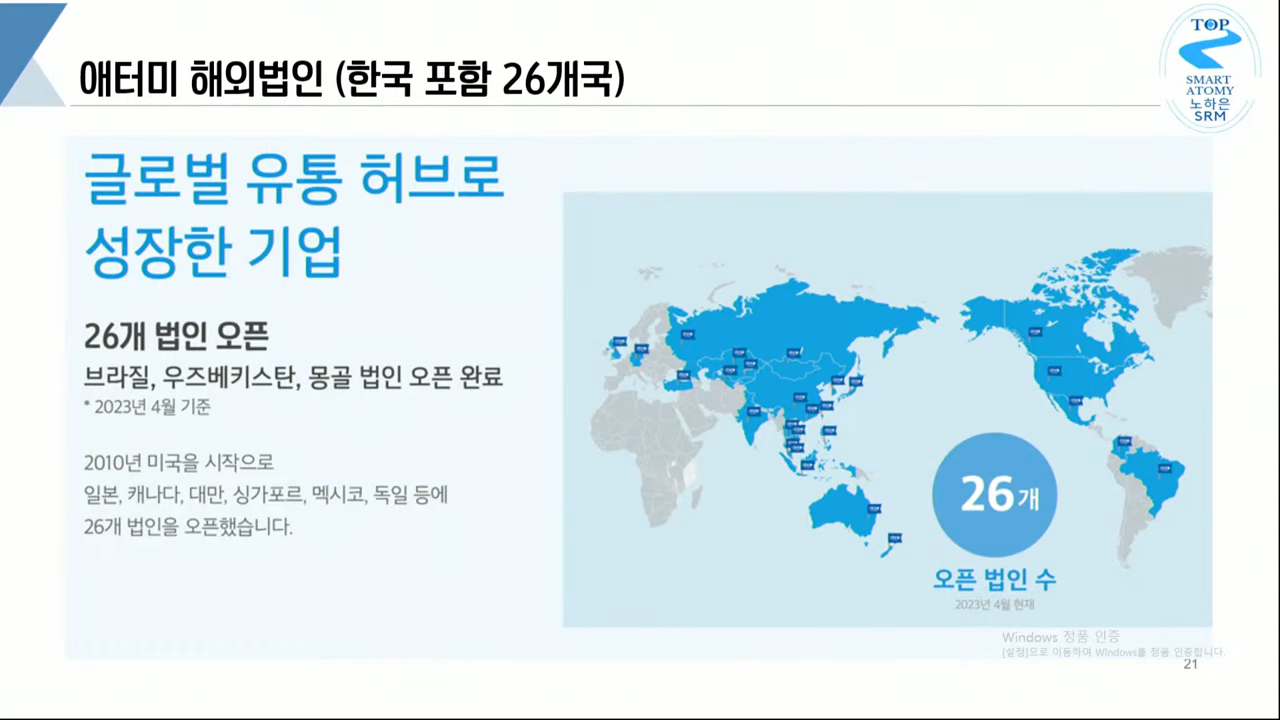 애터미 해외법인 (한국 포함 26개국)
TOP
SMART
ATOMY
노하은
SRM
글로벌 유통 허브로
성장한 기업
26개 법인 오픈
브라질, 우즈베키스탄, 몽골 법인 오픈 완료
* 2023년 4월 기준
2010년 미국을 시작으로
일본, 캐나다, 대만, 싱가포르, 멕시코, 독일 등에
26개 법인을 오픈했습니다.
26개
오픈 법인 수
2023년 4월 현재
Windows 정품 인증
[설정]으로 이동하여 Windows를 정품 인증합니다.
21